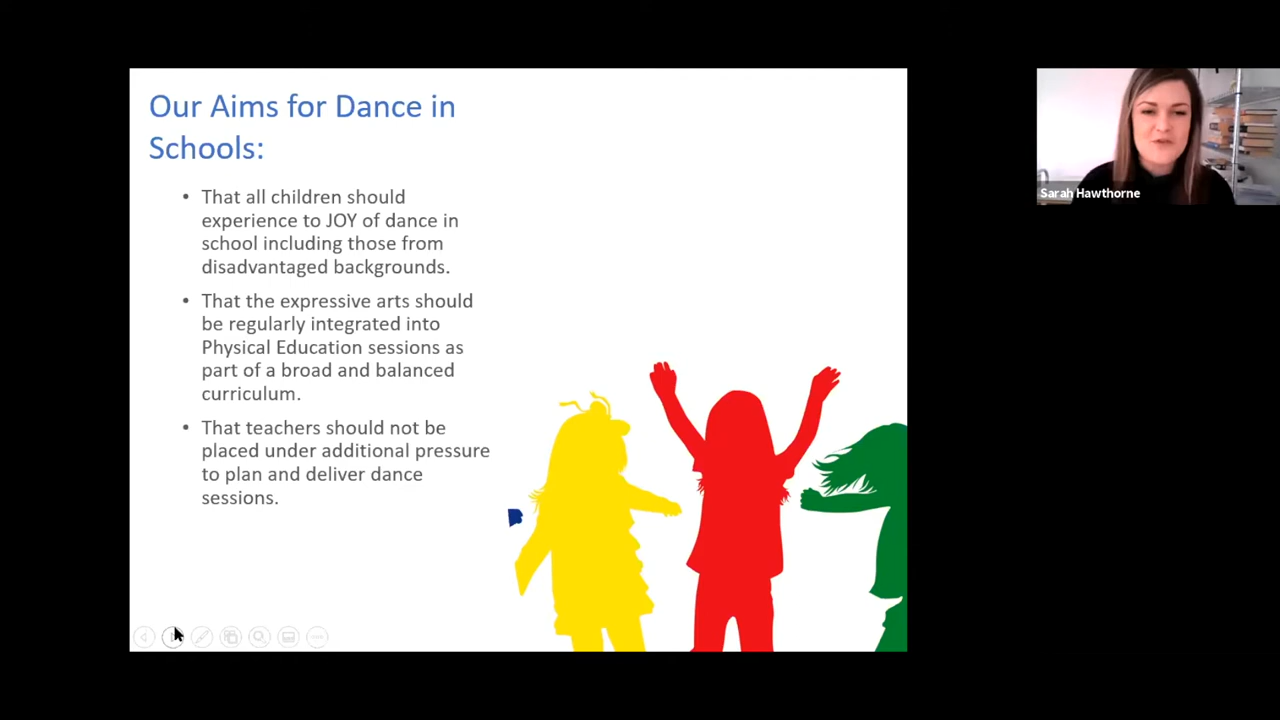 Our Aims for Dance in
Schools:
• That all children should
experience to JOY of dance in
school including those from
disadvantaged backgrounds.
• That the expressive arts should
be regularly integrated into
Physical Education sessions as
part of a broad and balanced
curriculum.
• That teachers should not be
placed under additional pressure
to plan and deliver dance
sessions.
Sarah Hawthorne